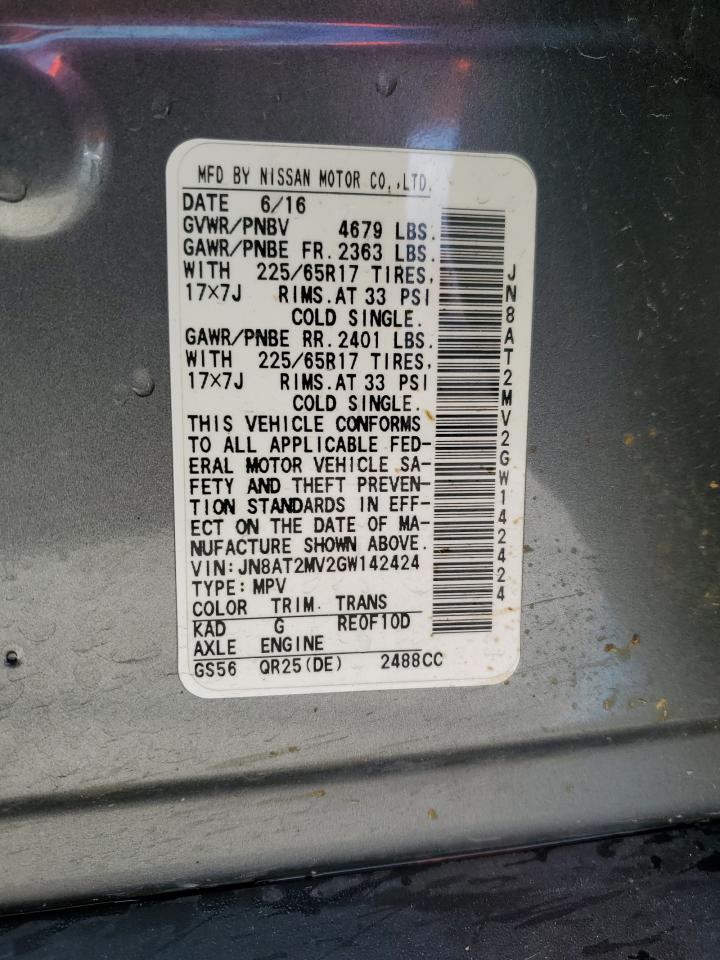 MFD BY NISSAN MOTOR CO.,LTD.
DATE 6/16
GVWR/PNBV 4679 LBS.
GAWR/PNBE FR. 2363 LBS.
WITH 225/65R17 TIRES,
17×7J RIMS.AT 33 PSI
COLD SINGLE.
GAWR/PNBE RR. 2401 LBS.
WITH 225/65R17 TIRES,
17×7J RIMS.AT 33 PSI
COLD SINGLE.
THIS VEHICLE CONFORMS
TO ALL APPLICABLE FED-
ERAL MOTOR VEHICLE SA-
FETY AND THEFT PREVEN-
TION STANDARDS IN EFF-
ECT ON THE DATE OF MA-
NUFACTURE SHOWN ABOVE.
VIN:JN8AT2MV2GW142424
TYPE:MPV
COLOR TRIM. TRANS
KAD G RE0F10D
AXLE ENGINE
GS56 QR25(DE) 2488CC
JN8AT2MV2GW142424